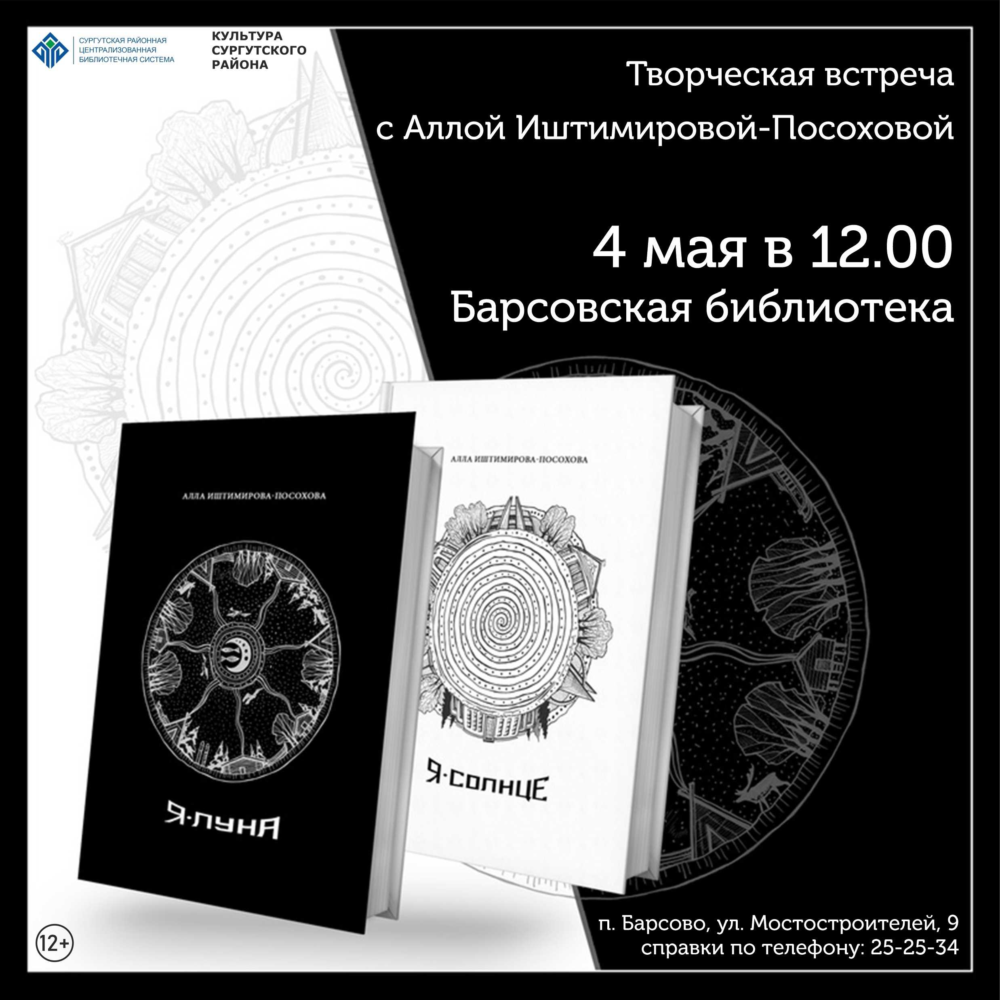 СУРГУТСКАЯ РАЙОННАЯ
ЦЕНТРАЛИЗОВАННАЯ
БИБЛИОТЕЧНАЯ СИСТЕМА
КУЛЬТУРА
СУРГУТСКОГО
РАЙОНА
Творческая встреча
с Аллой Иштимировой-Посоховой
4 мая в 12.00
Барсовская библиотека
АЛЛА ИШТИМИРОВА-ПОСОХОВА
Я·СОЛНЦЕ
АЛЛА ИШТИМИРОВА-ПОСОХОВА
Я·ЛУНА
п. Барсово, ул. Мостостроителей, 9
справки по телефону: 25-25-34
12+